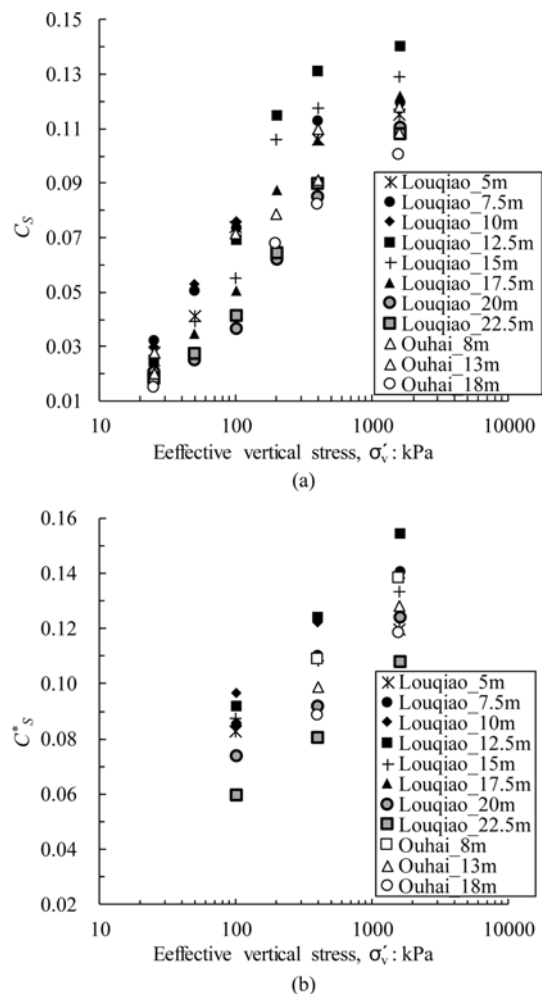 0.15
0.13
0.11
0.09
0.07
0.05
0.03
0.01
C_S
10 100 1000 10000
Eeffective vertical stress, σ′v: kPa
Louqiao_5m
Louqiao_7.5m
Louqiao_10m
Louqiao_12.5m
Louqiao_15m
Louqiao_17.5m
Louqiao_20m
Louqiao_22.5m
Ouhai_8m
Ouhai_13m
Ouhai_18m
(a)
0.16
0.14
0.12
0.10
0.08
0.06
0.04
0.02
C*_S
10 100 1000 10000
Eeffective vertical stress, σ′v: kPa
Louqiao_5m
Louqiao_7.5m
Louqiao_10m
Louqiao_12.5m
Louqiao_15m
Louqiao_17.5m
Louqiao_20m
Louqiao_22.5m
Ouhai_8m
Ouhai_13m
Ouhai_18m
(b)